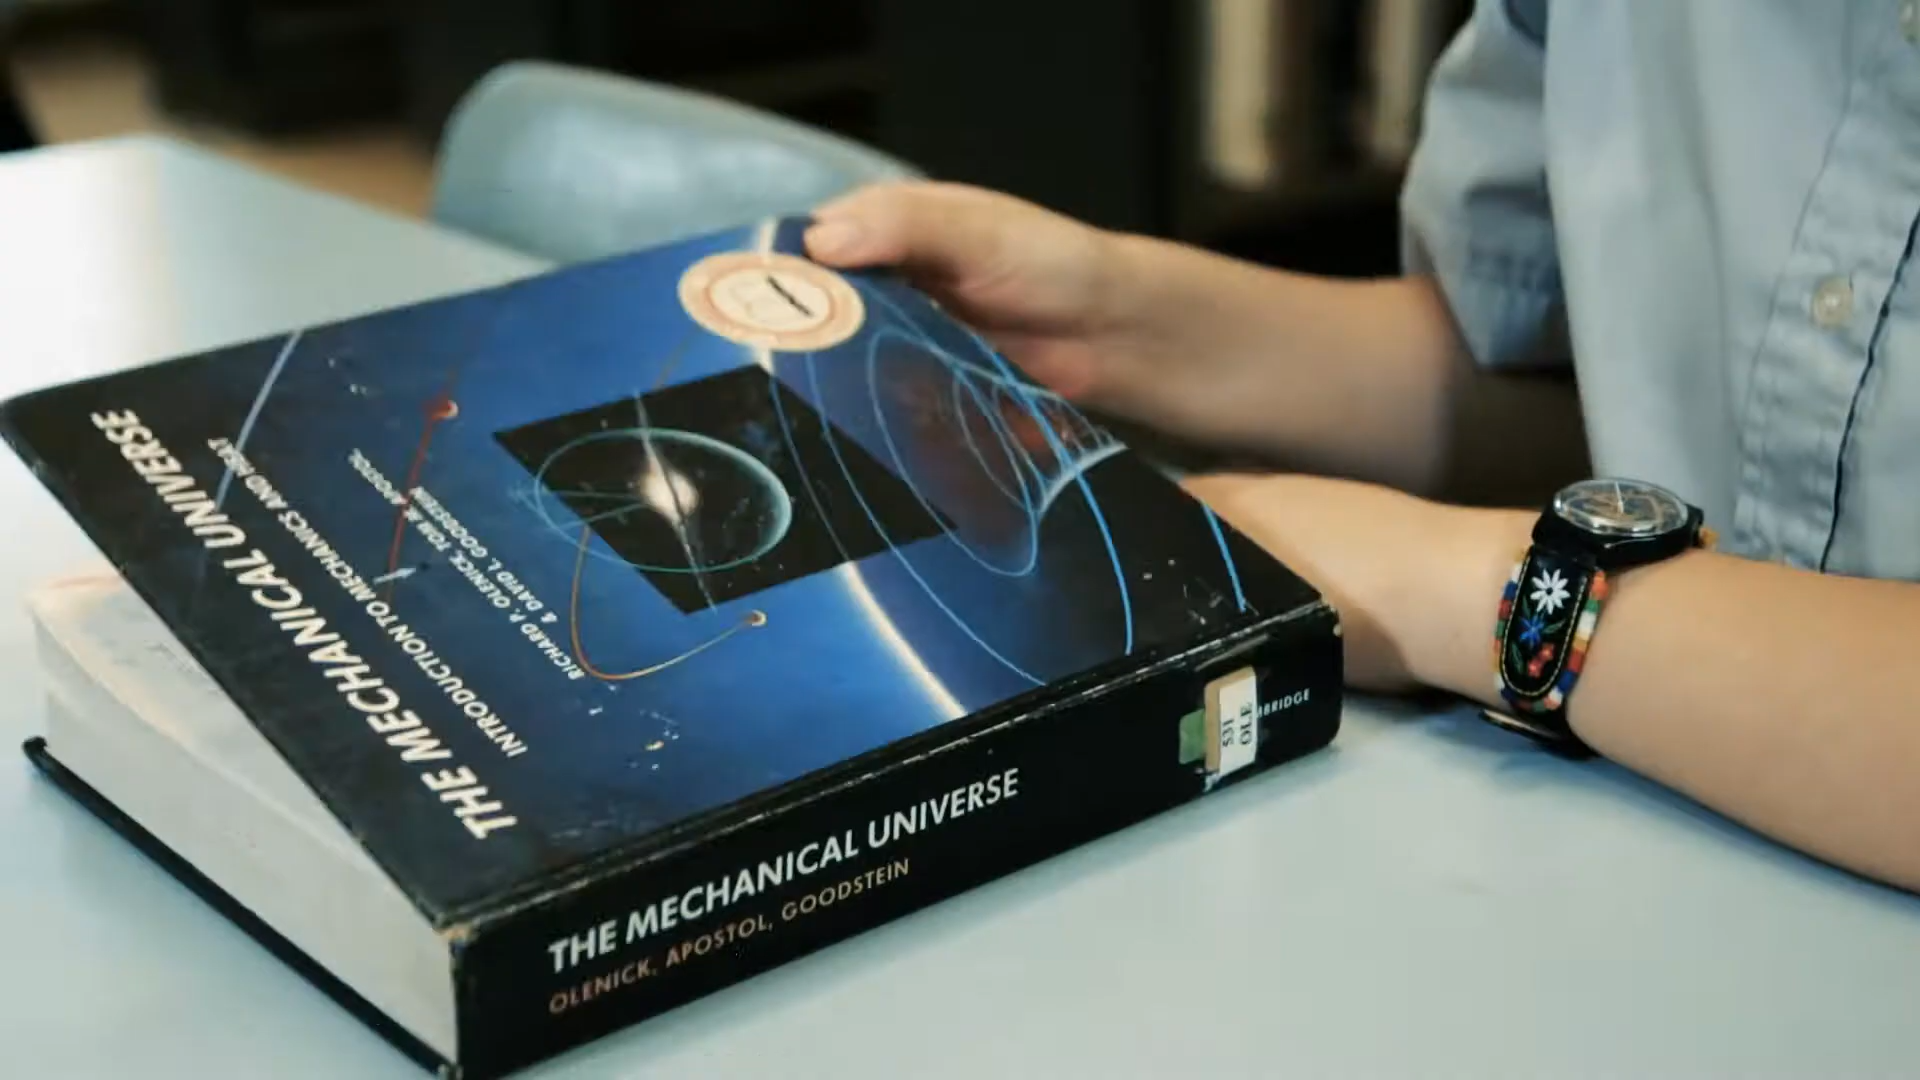 THE MECHANICAL UNIVERSE
INTRODUCTION TO MECHANICS AND HEAT
RICHARD P. OLENICK, TOM M. APOSTOL
& DAVID L. GOODSTEIN
THE MECHANICAL UNIVERSE
OLENICK, APOSTOL, GOODSTEIN
531
OLE
MBRIDGE